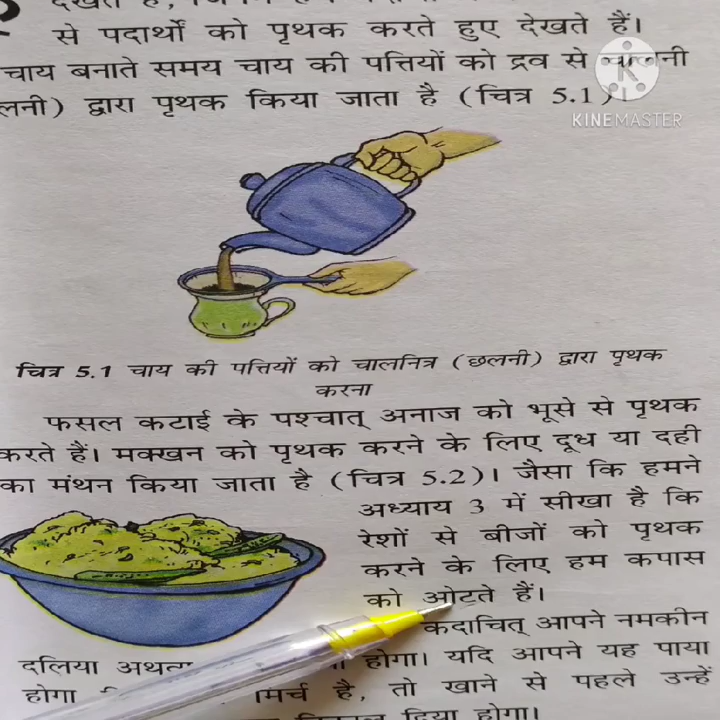 से पदार्थों को पृथक करते हुए देखते हैं।
चाय बनाते समय चाय की पत्तियों को द्रव से चालनी
लनी) द्वारा पृथक किया जाता है (चित्र 5.1)।
KINEMASTER
चित्र 5.1 चाय की पत्तियों को चालनित्र (छलनी) द्वारा पृथक
करना
फसल कटाई के पश्चात् अनाज को भूसे से पृथक
करते हैं। मक्खन को पृथक करने के लिए दूध या दही
का मंथन किया जाता है (चित्र 5.2)। जैसा कि हमने
अध्याय 3 में सीखा है कि
रेशों से बीजों को पृथक
करने के लिए हम कपास
को ओटते हैं।
कदाचित् आपने नमकीन
दलिया होगा। यदि आपने यह पाया
होगा मिर्च है, तो खाने से पहले उन्हें
दिया होगा।